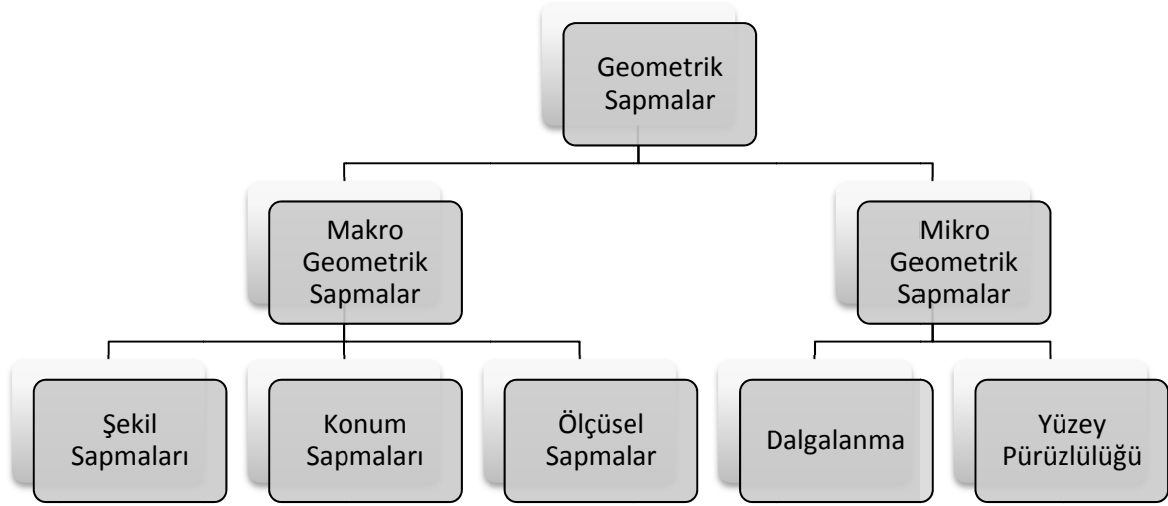 Geometrik
Sapmalar
Makro
Geometrik
Sapmalar
Mikro
Geometrik
Sapmalar
Şekil
Sapmaları
Konum
Sapmaları
Ölçüsel
Sapmalar
Dalgalanma
Yüzey
Pürüzlülüğü